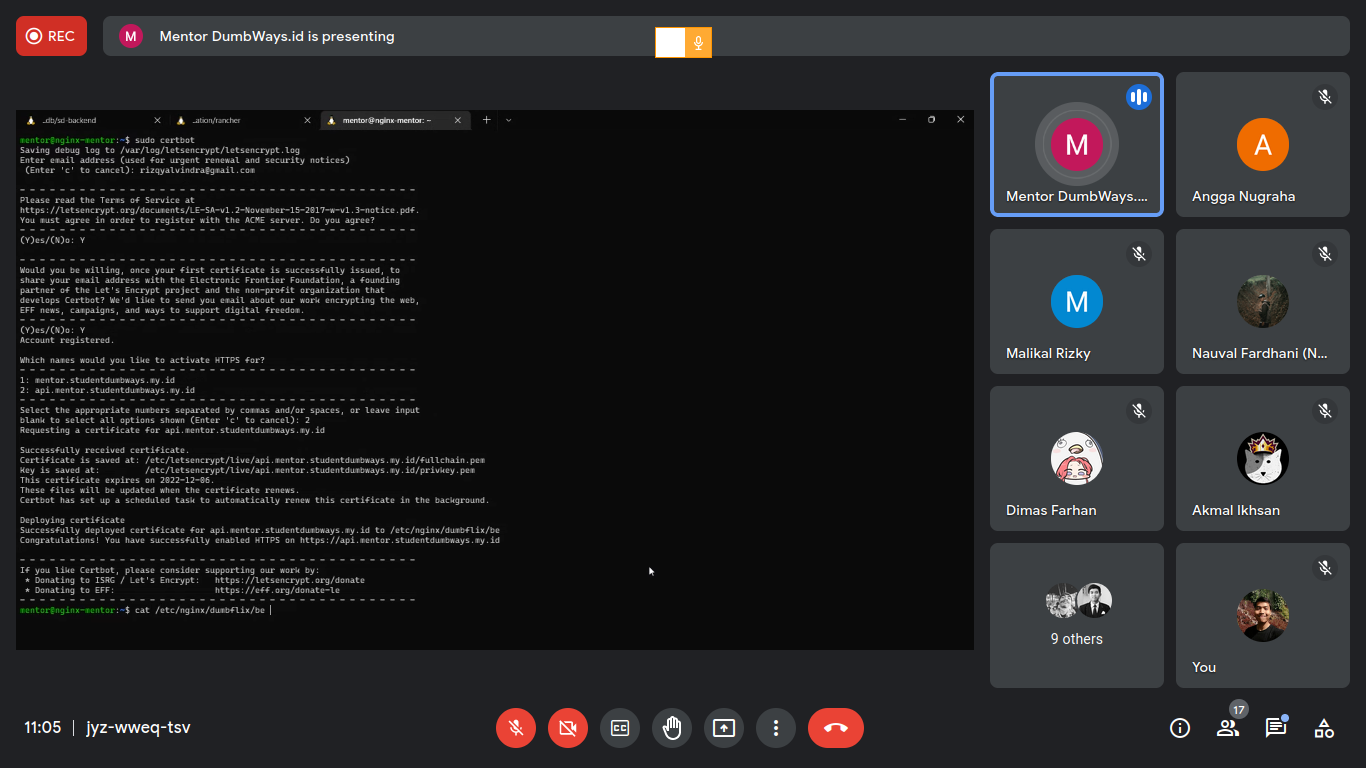 REC
M
Mentor DumbWays.id is presenting
..db/sd-backend
..ation/rancher
mentor@nginx-mentor: ~
mentor@nginx-mentor:~$ sudo certbot
Saving debug log to /var/log/letsencrypt/letsencrypt.log
Enter email address (used for urgent renewal and security notices)
(Enter 'c' to cancel): rizqyalvindra@gmail.com
- - - - - - - - - - - - - - - - - - - - - - - - - - - - - - - - - - - - - - - -
Please read the Terms of Service at
https://letsencrypt.org/documents/LE-SA-v1.2-November-15-2017-w-v1.3-notice.pdf.
You must agree in order to register with the ACME server. Do you agree?
- - - - - - - - - - - - - - - - - - - - - - - - - - - - - - - - - - - - - - - -
(Y)es/(N)o: Y
- - - - - - - - - - - - - - - - - - - - - - - - - - - - - - - - - - - - - - - -
Would you be willing, once your first certificate is successfully issued, to
share your email address with the Electronic Frontier Foundation, a founding
partner of the Let's Encrypt project and the non-profit organization that
develops Certbot? We'd like to send you email about our work encrypting the web,
EFF news, campaigns, and ways to support digital freedom.
- - - - - - - - - - - - - - - - - - - - - - - - - - - - - - - - - - - - - - - -
(Y)es/(N)o: Y
Account registered.
Which names would you like to activate HTTPS for?
- - - - - - - - - - - - - - - - - - - - - - - - - - - - - - - - - - - - - - - -
1: mentor.studentdumbways.my.id
2: api.mentor.studentdumbways.my.id
- - - - - - - - - - - - - - - - - - - - - - - - - - - - - - - - - - - - - - - -
Select the appropriate numbers separated by commas and/or spaces, or leave input
blank to select all options shown (Enter 'c' to cancel): 2
Requesting a certificate for api.mentor.studentdumbways.my.id
Successfully received certificate.
Certificate is saved at: /etc/letsencrypt/live/api.mentor.studentdumbways.my.id/fullchain.pem
Key is saved at: /etc/letsencrypt/live/api.mentor.studentdumbways.my.id/privkey.pem
This certificate expires on 2022-12-06.
These files will be updated when the certificate renews.
Certbot has set up a scheduled task to automatically renew this certificate in the background.
Deploying certificate
Successfully deployed certificate for api.mentor.studentdumbways.my.id to /etc/nginx/dumbflix/be
Congratulations! You have successfully enabled HTTPS on https://api.mentor.studentdumbways.my.id
- - - - - - - - - - - - - - - - - - - - - - - - - - - - - - - - - - - - - - - -
If you like Certbot, please consider supporting our work by:
* Donating to ISRG / Let's Encrypt: https://letsencrypt.org/donate
* Donating to EFF: https://eff.org/donate-le
- - - - - - - - - - - - - - - - - - - - - - - - - - - - - - - - - - - - - - - -
mentor@nginx-mentor:~$ cat /etc/nginx/dumbflix/be
M
Mentor DumbWays....
A
Angga Nugraha
M
Malikal Rizky
Nauval Fardhani (N...
Dimas Farhan
Akmal Ikhsan
9 others
You
11:05 | jyz-wweq-tsv
CC
17